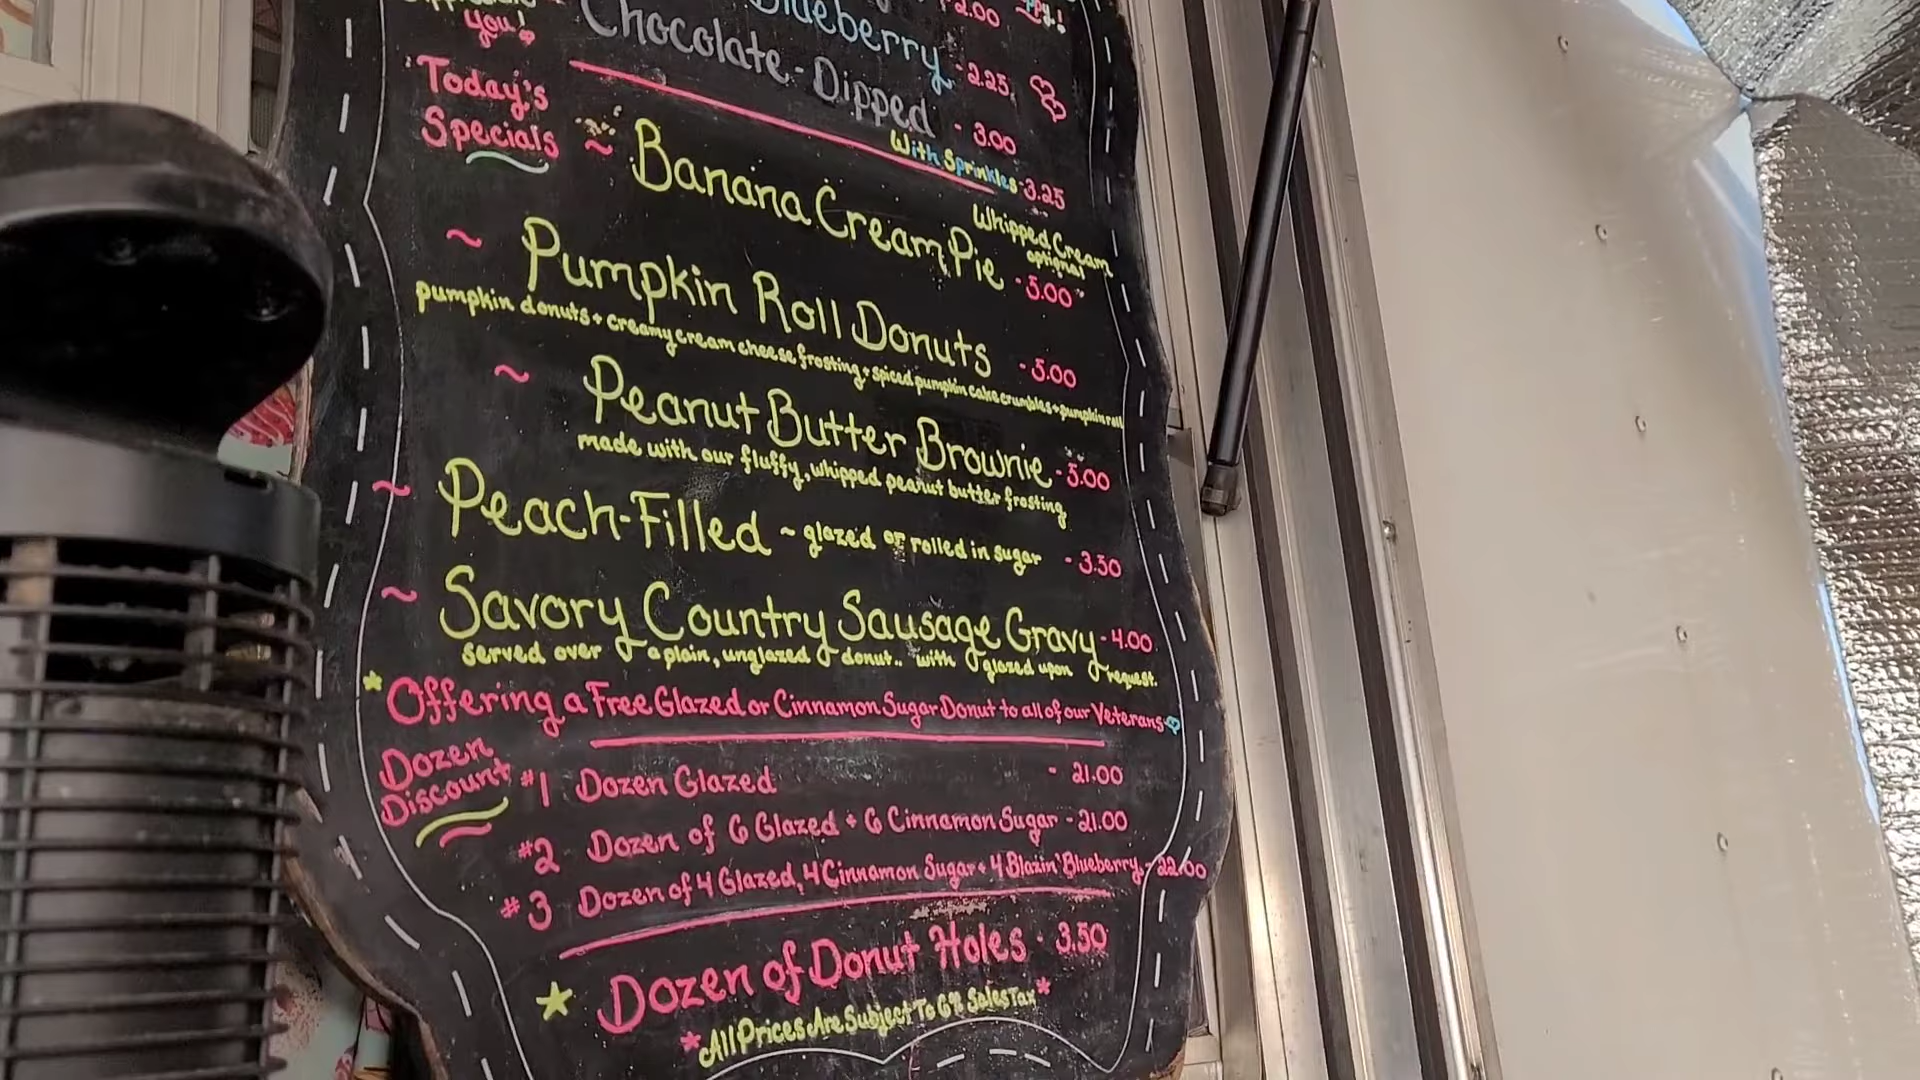 You!
Blueberry - 2.25
Chocolate-Dipped - 3.00
With Sprinkles - 3.25
Today's
Specials
~ Banana Cream Pie - 5.00
Whipped Cream
optional
~ Pumpkin Roll Donuts - 5.00
pumpkin donuts + creamy cream cheese frosting + spiced pumpkin cake crumbles + pumpkin roll
~ Peanut Butter Brownie - 5.00
made with our fluffy, whipped peanut butter frosting
~ Peach-Filled ~ glazed or rolled in sugar - 3.50
~ Savory Country Sausage Gravy - 4.00
served over a plain, unglazed donut.. with glazed upon request.
* Offering a Free Glazed or Cinnamon Sugar Donut to all of our Veterans
Dozen
Discount
#1 Dozen Glazed - 21.00
#2 Dozen of 6 Glazed + 6 Cinnamon Sugar - 21.00
#3 Dozen of 4 Glazed, 4 Cinnamon Sugar + 4 Blazin' Blueberry - 22.00
Dozen of Donut Holes - 3.50
*All Prices Are Subject To 6% Sales Tax*